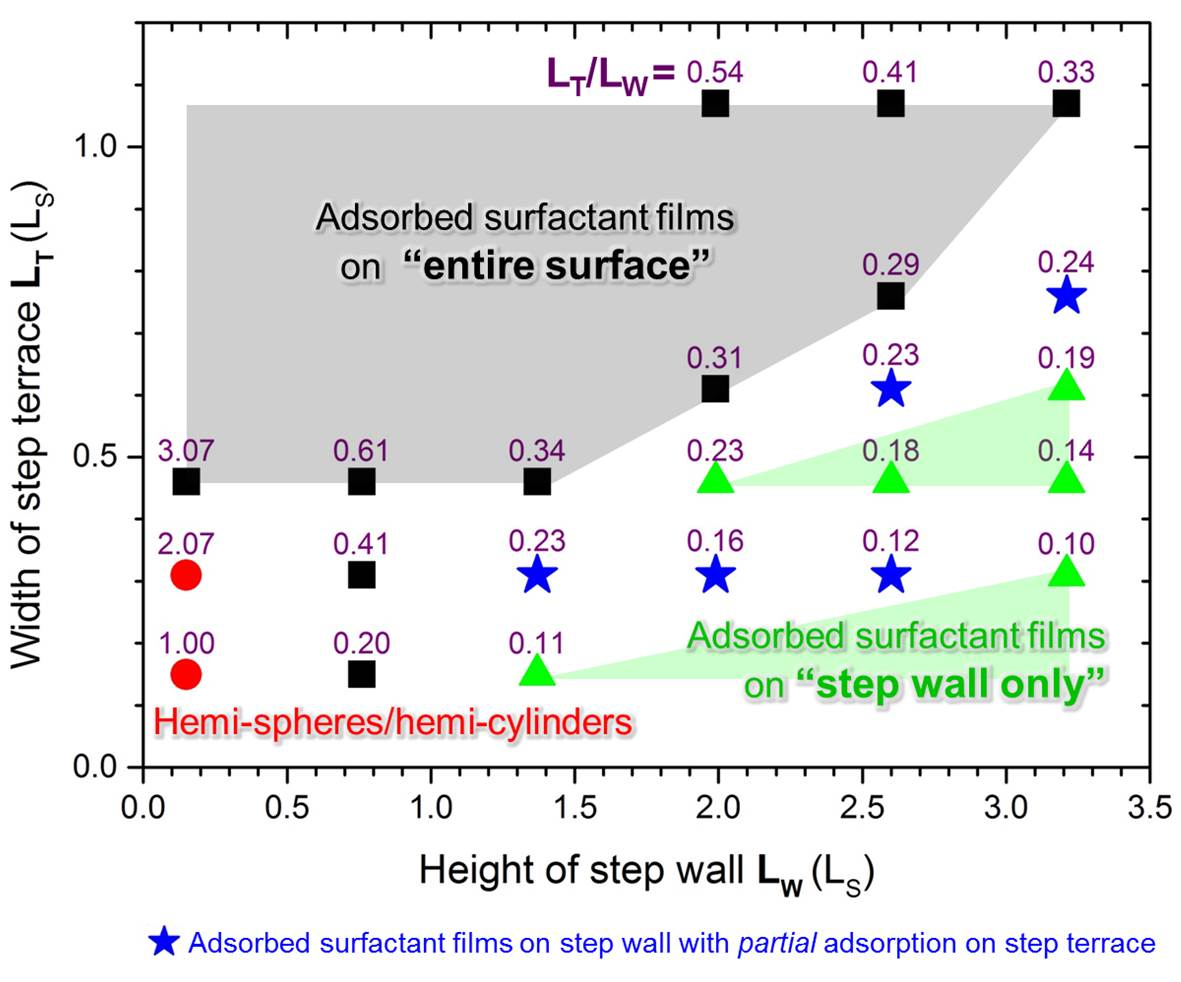 L_T/L_W = 0.54 0.41 0.33
1.0
Adsorbed surfactant films
on “entire surface”
0.29 0.24
0.31 0.23 0.19
0.5
3.07 0.61 0.34 0.23 0.18 0.14
2.07 0.41 0.23 0.16 0.12 0.10
1.00 0.20 0.11
Adsorbed surfactant films
on “step wall only”
Hemi-spheres/hemi-cylinders
0.0
0.0 0.5 1.0 1.5 2.0 2.5 3.0 3.5
Width of step terrace L_T (L_S)
Height of step wall L_W (L_S)
Adsorbed surfactant films on step wall with partial adsorption on step terrace